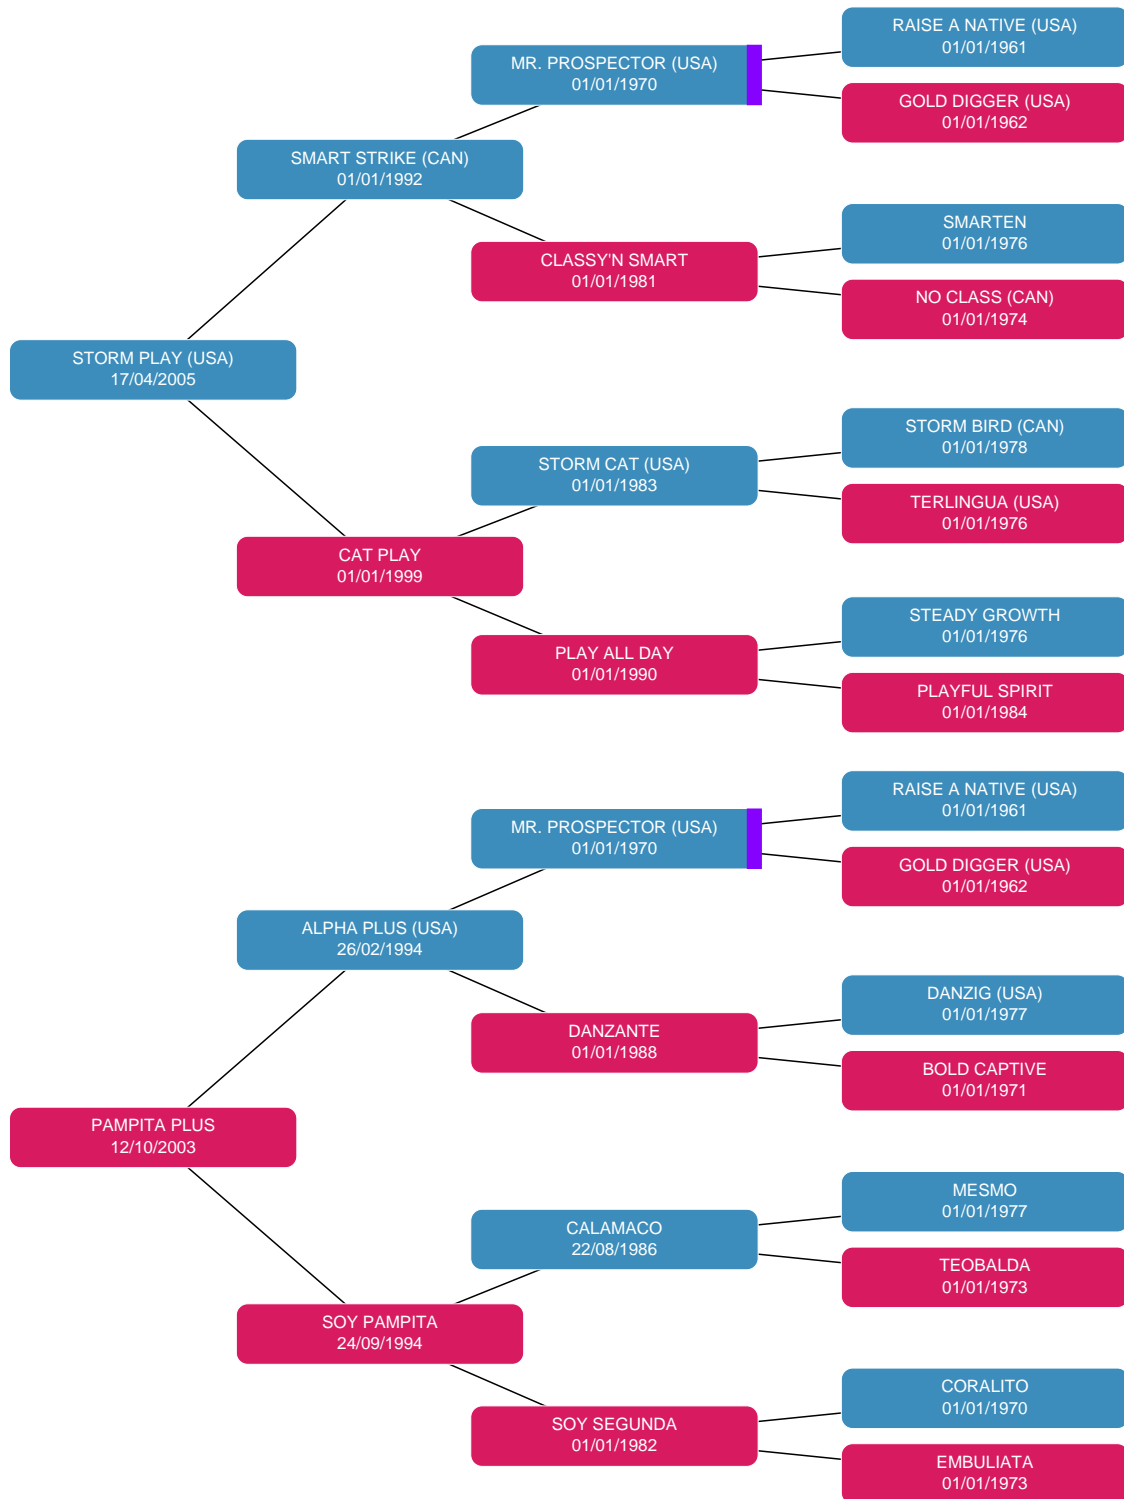 RAISE A NATIVE (USA)
01/01/1961
MR. PROSPECTOR (USA)
01/01/1970
GOLD DIGGER (USA)
01/01/1962
SMART STRIKE (CAN)
01/01/1992
SMARTEN
01/01/1976
CLASSY'N SMART
01/01/1981
NO CLASS (CAN)
01/01/1974
STORM PLAY (USA)
17/04/2005
STORM BIRD (CAN)
01/01/1978
STORM CAT (USA)
01/01/1983
TERLINGUA (USA)
01/01/1976
CAT PLAY
01/01/1999
STEADY GROWTH
01/01/1976
PLAY ALL DAY
01/01/1990
PLAYFUL SPIRIT
01/01/1984
RAISE A NATIVE (USA)
01/01/1961
MR. PROSPECTOR (USA)
01/01/1970
GOLD DIGGER (USA)
01/01/1962
ALPHA PLUS (USA)
26/02/1994
DANZIG (USA)
01/01/1977
DANZANTE
01/01/1988
BOLD CAPTIVE
01/01/1971
PAMPITA PLUS
12/10/2003
MESMO
01/01/1977
CALAMACO
22/08/1986
TEOBALDA
01/01/1973
SOY PAMPITA
24/09/1994
CORALITO
01/01/1970
SOY SEGUNDA
01/01/1982
EMBULIATA
01/01/1973